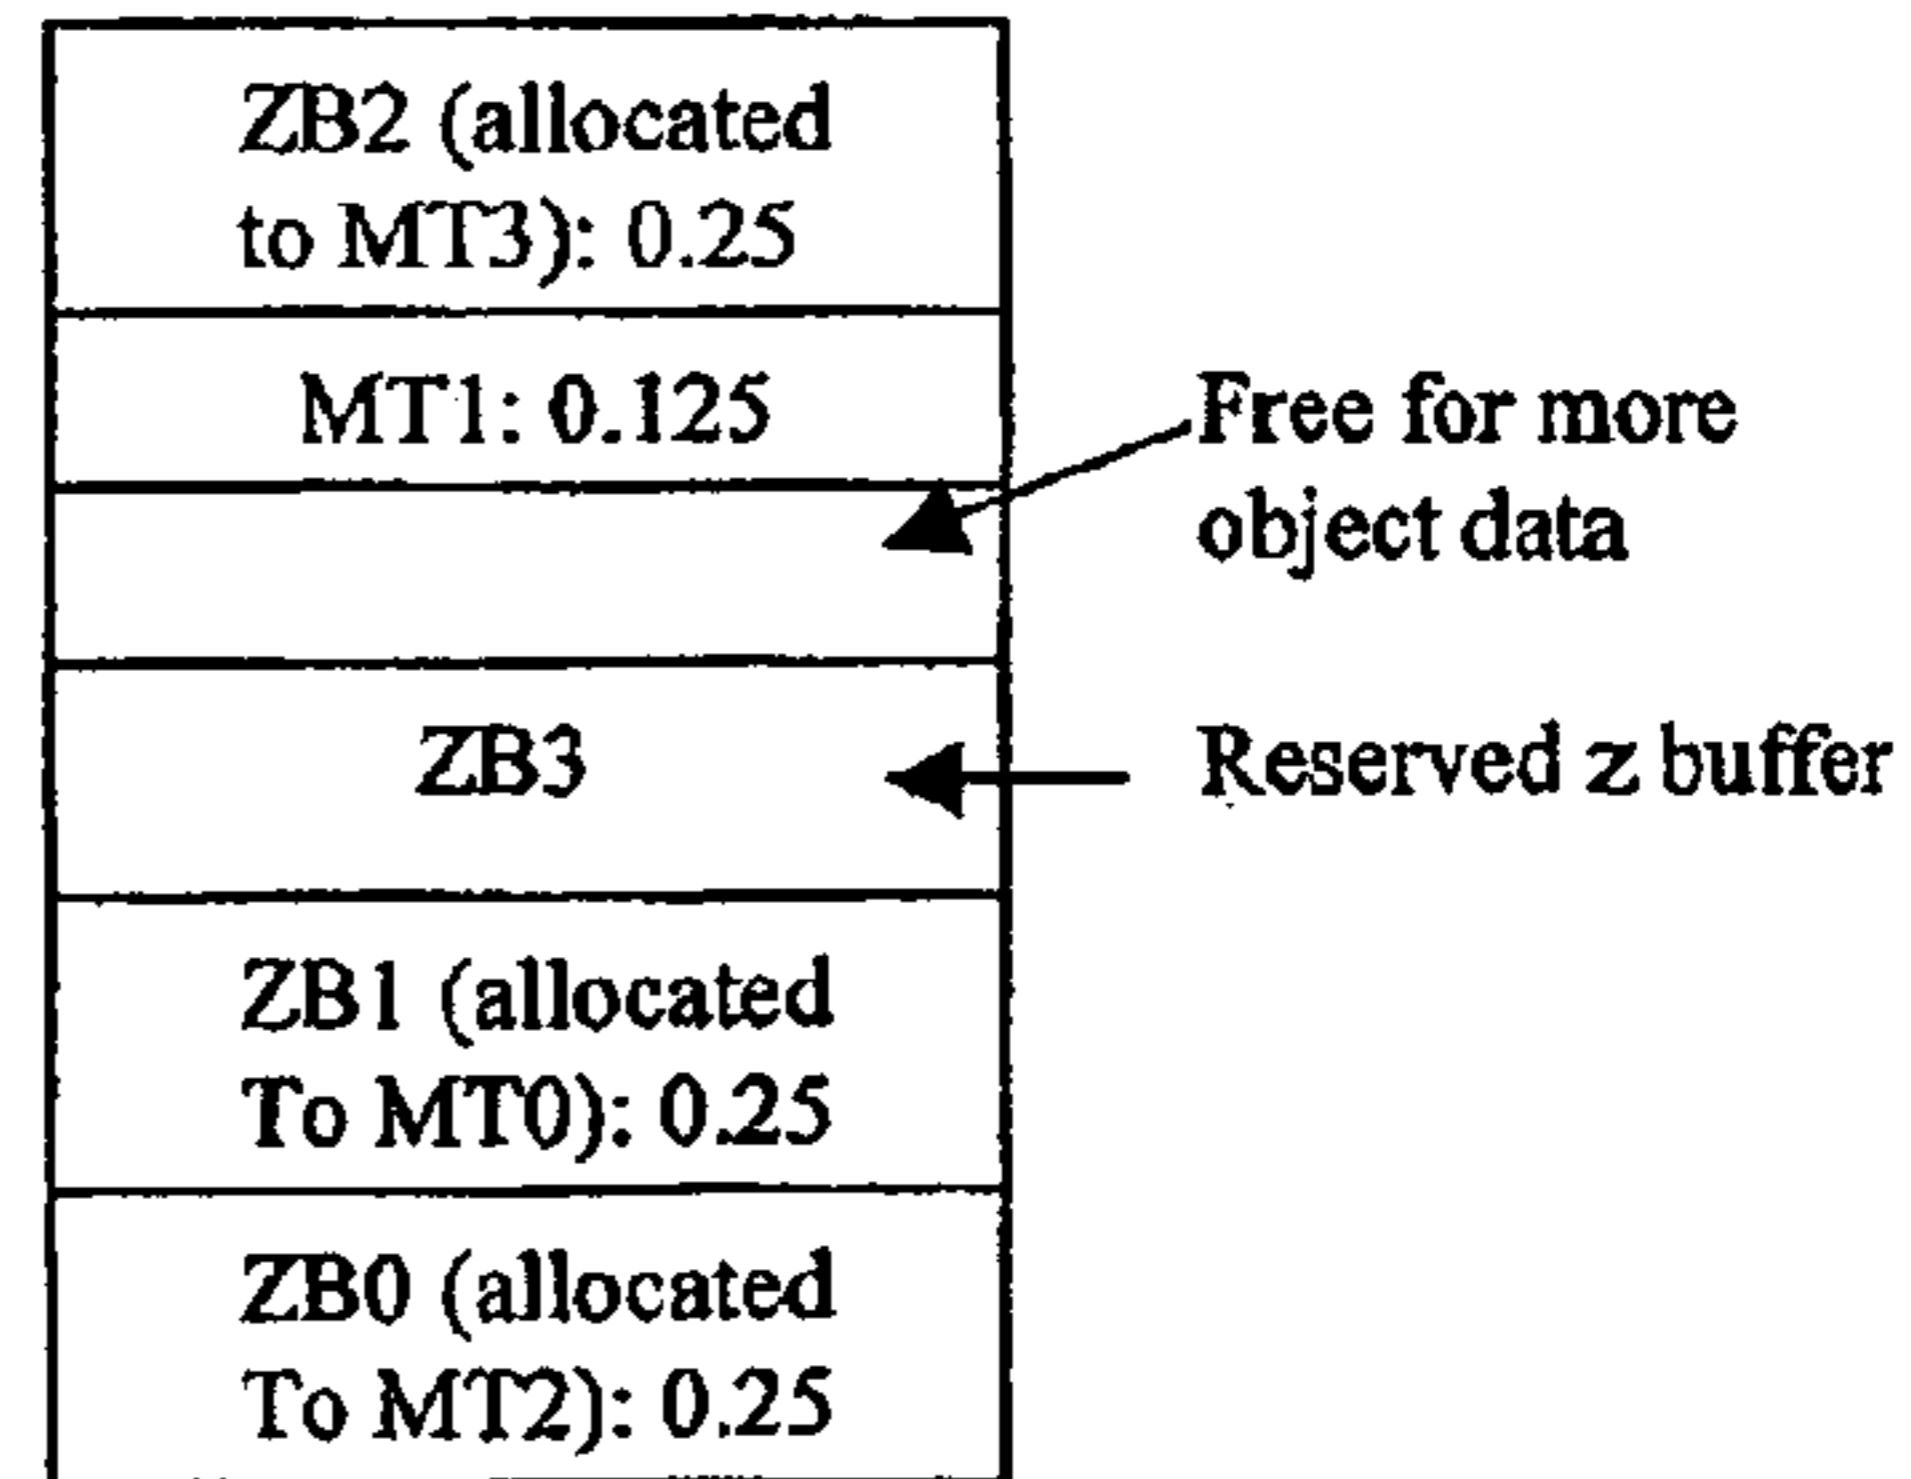 ZB2 (allocated
to MT3): 0.25
MT1: 0.125
Free for more
object data
ZB3
Reserved z buffer
ZB1 (allocated
To MT0): 0.25
ZB0 (allocated
To MT2): 0.25